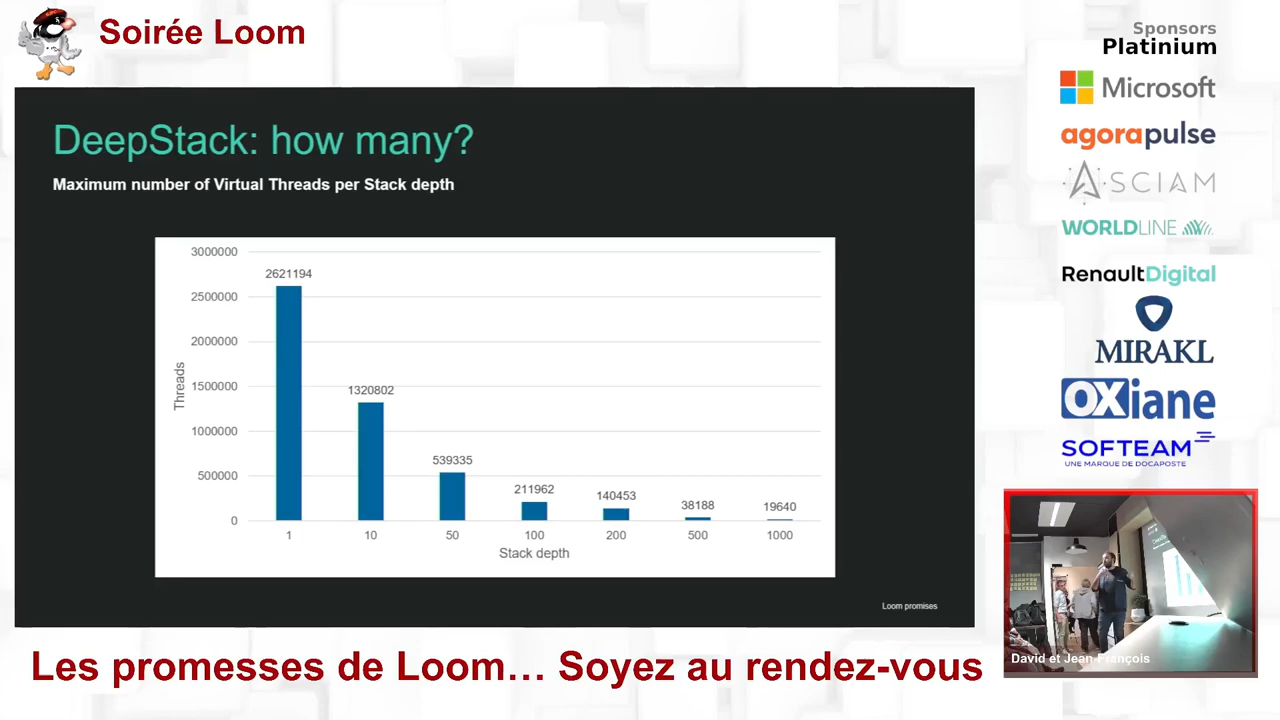 Soirée Loom
Sponsors
Platinium
Microsoft
agorapulse
ASCIAM
WORLDLINE
RenaultDigital
MIRAKL
OXiane
SOFTEAM
UNE MARQUE DE DOCAPOSTE
DeepStack: how many?
Maximum number of Virtual Threads per Stack depth
3000000
2500000
2000000
1500000
1000000
500000
0
Threads
2621194
1320802
539335
211962
140453
38188
19640
1 10 50 100 200 500 1000
Stack depth
Loom promises
David et Jean-François
Les promesses de Loom… Soyez au rendez-vous